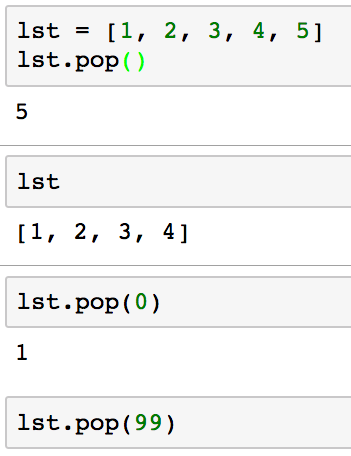 lst = [1, 2, 3, 4, 5]
lst.pop()
5
lst
[1, 2, 3, 4]
lst.pop(0)
1
lst.pop(99)